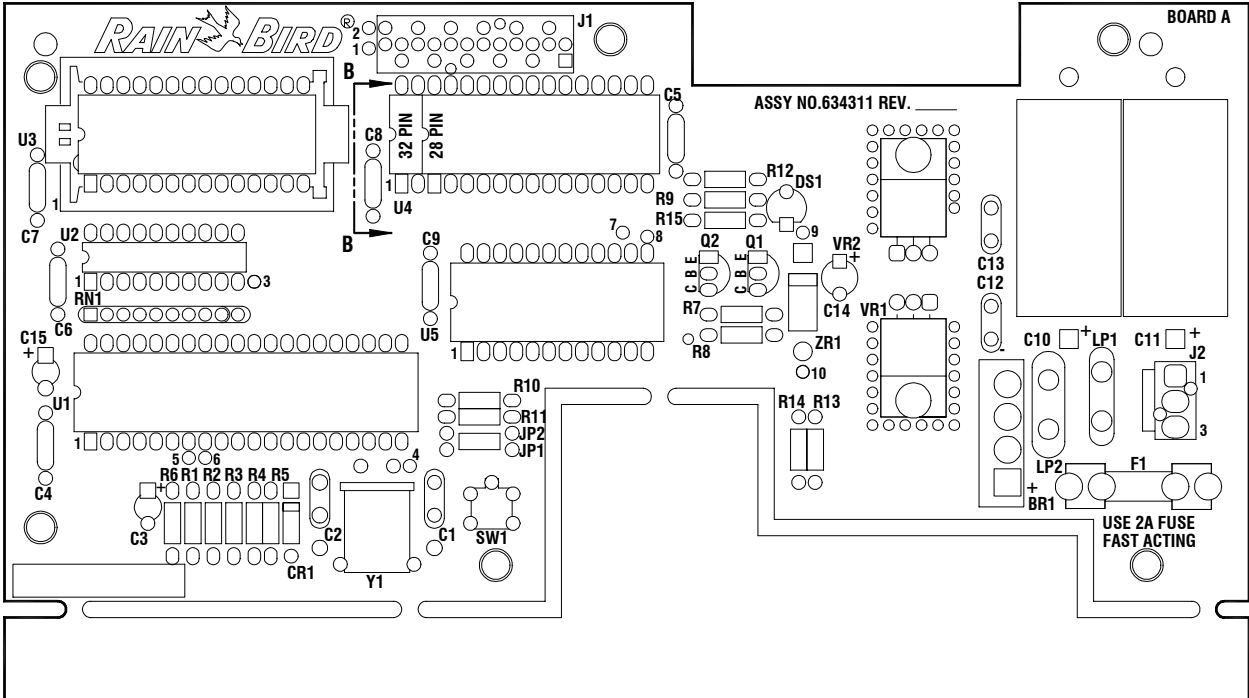 RAIN BIRD®
J1
2
1
BOARD A
B
ASSY NO.634311 REV. _____
C5
C8
32 PIN
28 PIN
U3
1
1
U4
R12
DS1
R9
R15
C7
U2
B
C9
7
8
9
Q2
Q1
VR2
C B E
C B E
1
3
RN1
C6
U5
R7
C14
VR1
C13
C12
C15
+
R8
ZR1
10
1
+
-
C10
+
LP1
C11
+
J2
1
3
U1
1
R10
R11
JP2
JP1
R14
R13
5
6
4
C4
R6
R1
R2
R3
R4
R5
+
C3
CR1
C2
Y1
C1
SW1
LP2
F1
+
BR1
USE 2A FUSE
FAST ACTING